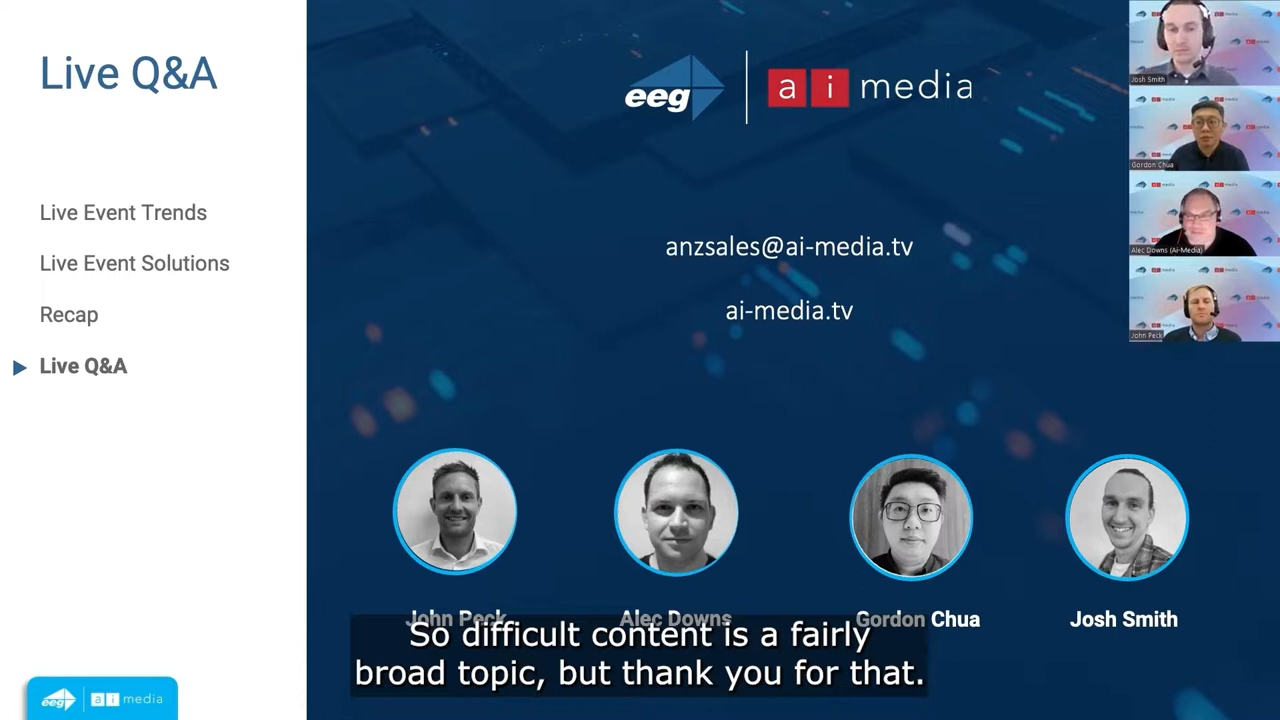 Live Q&A
Live Event Trends
Live Event Solutions
Recap
Live Q&A
eeg
ai media
eeg
ai media
anzsales@ai-media.tv
ai-media.tv
Josh Smith
Gordon Chua
Alec Downs (Ai-Media)
John Peck
John Peck
Alec Downs
Gordon Chua
Josh Smith
So difficult content is a fairly
broad topic, but thank you for that.